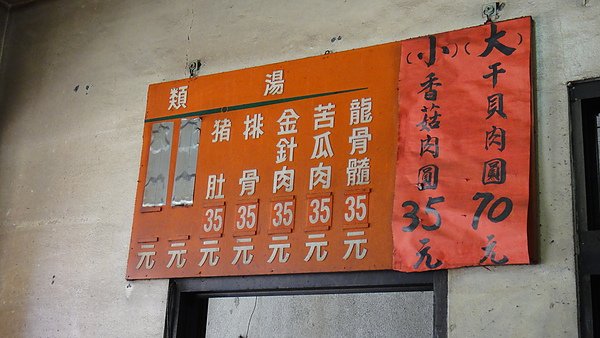 (大)干貝肉圓70元
(小)香菇肉圓35元
湯類
龍骨髓35元
苦瓜肉35元
金針肉35元
排骨35元
豬肚35元
元
元